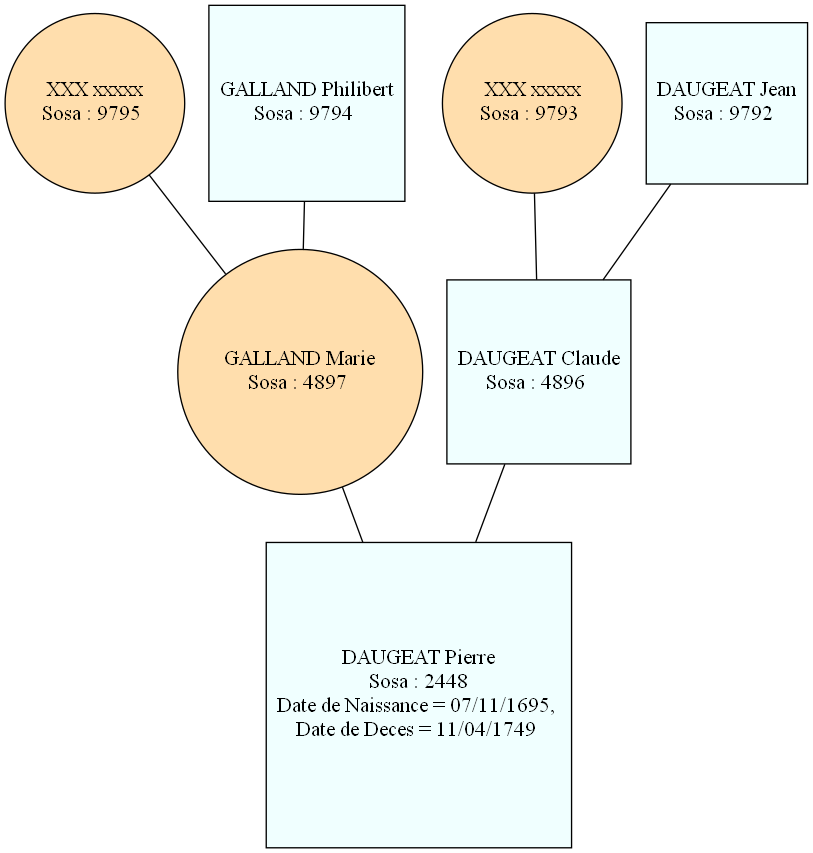 XXX xxxxx
Sosa : 9795
GALLAND Philibert
Sosa : 9794
XXX xxxxx
Sosa : 9793
DAUGEAT Jean
Sosa : 9792
GALLAND Marie
Sosa : 4897
DAUGEAT Claude
Sosa : 4896
DAUGEAT Pierre
Sosa : 2448
Date de Naissance = 07/11/1695,
Date de Deces = 11/04/1749